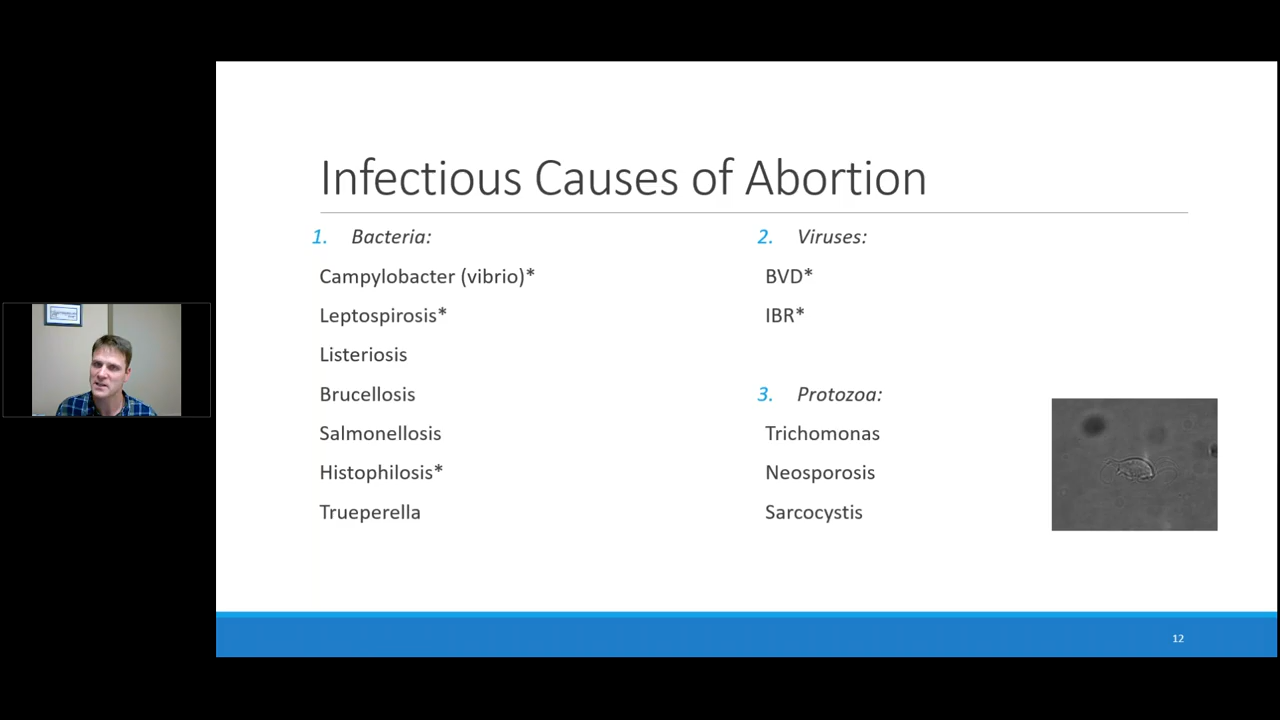 Infectious Causes of Abortion
1. Bacteria:
Campylobacter (vibrio)*
Leptospirosis*
Listeriosis
Brucellosis
Salmonellosis
Histophilosis*
Trueperella
2. Viruses:
BVD*
IBR*
3. Protozoa:
Trichomonas
Neosporosis
Sarcocystis
12